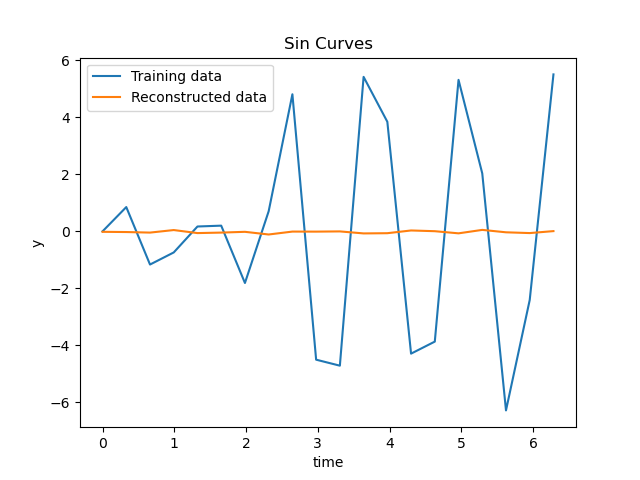 Sin Curves
Training data
Reconstructed data
6
4
2
0
−2
−4
−6
y
0 1 2 3 4 5 6
time